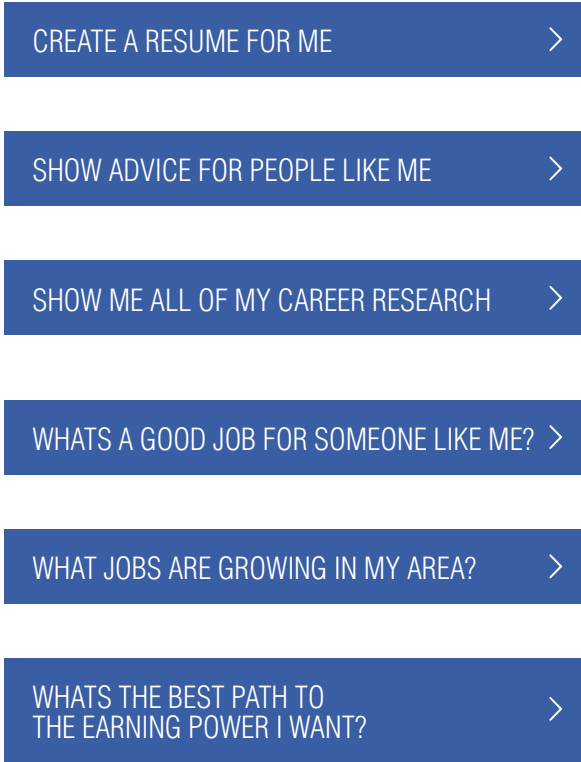 CREATE A RESUME FOR ME
SHOW ADVICE FOR PEOPLE LIKE ME
SHOW ME ALL OF MY CAREER RESEARCH
WHATS A GOOD JOB FOR SOMEONE LIKE ME?
WHAT JOBS ARE GROWING IN MY AREA?
WHATS THE BEST PATH TO
THE EARNING POWER I WANT?